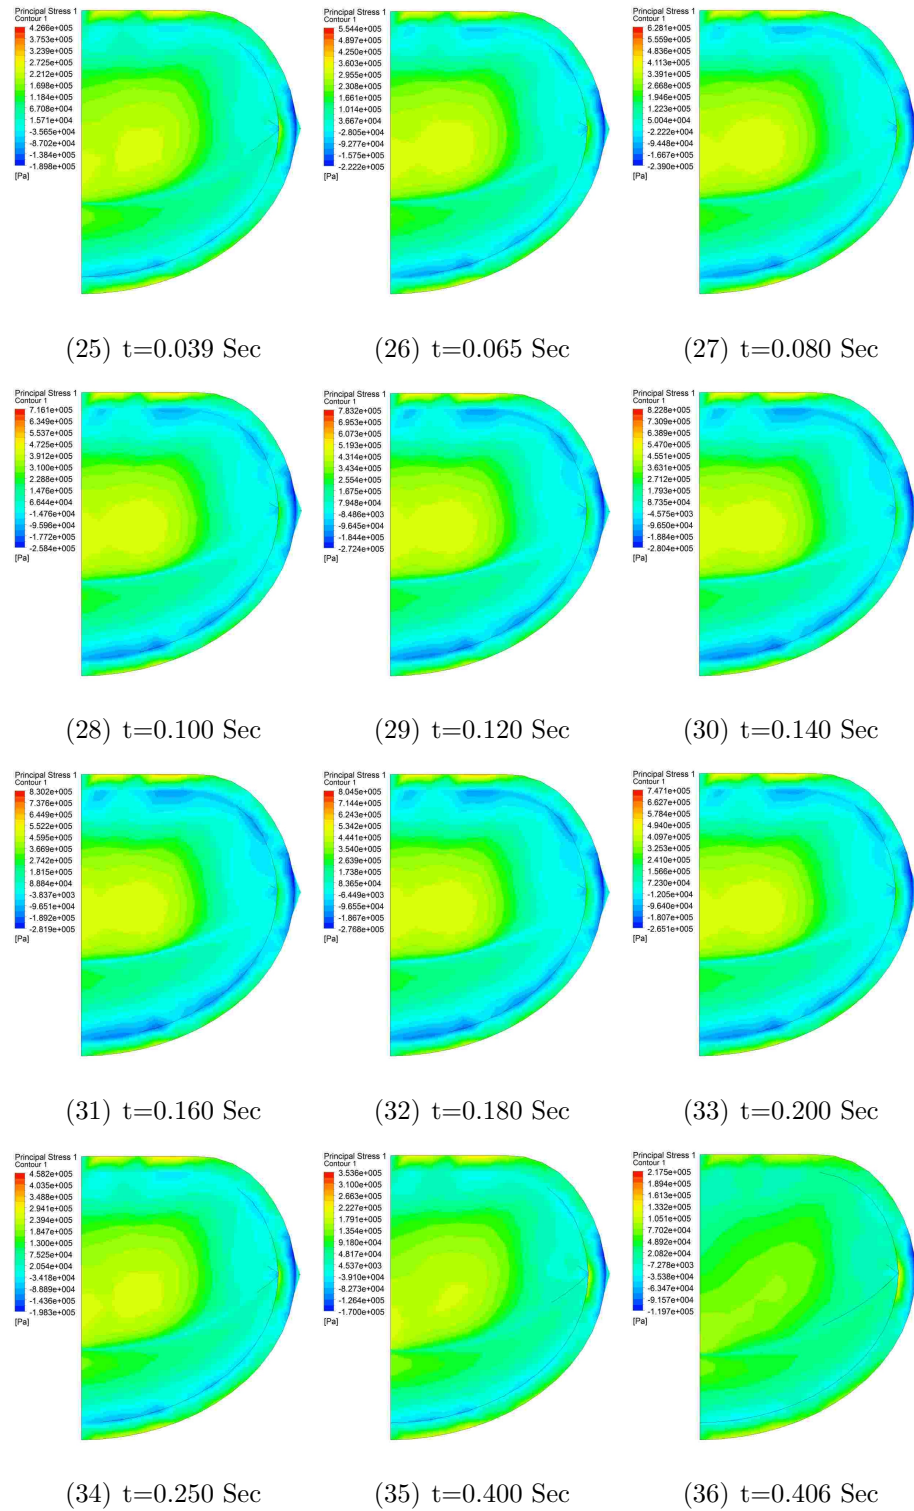 Principal Stress 1
Contour 1
4.266e+005
3.753e+005
3.239e+005
2.725e+005
2.212e+005
1.698e+005
1.184e+005
6.708e+004
1.571e+004
-3.565e+004
-8.702e+004
-1.384e+005
-1.898e+005
[Pa]
(25) t=0.039 Sec
Principal Stress 1
Contour 1
5.544e+005
4.897e+005
4.250e+005
3.603e+005
2.955e+005
2.308e+005
1.661e+005
1.014e+005
3.667e+004
-2.805e+004
-9.277e+004
-1.575e+005
-2.222e+005
[Pa]
(26) t=0.065 Sec
Principal Stress 1
Contour 1
6.281e+005
5.559e+005
4.836e+005
4.113e+005
3.391e+005
2.668e+005
1.946e+005
1.223e+005
5.004e+004
-2.222e+004
-9.448e+004
-1.667e+005
-2.390e+005
[Pa]
(27) t=0.080 Sec
Principal Stress 1
Contour 1
7.161e+005
6.349e+005
5.537e+005
4.725e+005
3.912e+005
3.100e+005
2.288e+005
1.476e+005
6.644e+004
-1.476e+004
-9.596e+004
-1.772e+005
-2.584e+005
[Pa]
(28) t=0.100 Sec
Principal Stress 1
Contour 1
7.832e+005
6.953e+005
6.073e+005
5.193e+005
4.314e+005
3.434e+005
2.554e+005
1.675e+005
7.948e+004
-8.486e+003
-9.645e+004
-1.844e+005
-2.724e+005
[Pa]
(29) t=0.120 Sec
Principal Stress 1
Contour 1
8.228e+005
7.309e+005
6.389e+005
5.470e+005
4.551e+005
3.631e+005
2.712e+005
1.793e+005
8.735e+004
-4.575e+003
-9.650e+004
-1.884e+005
-2.804e+005
[Pa]
(30) t=0.140 Sec
Principal Stress 1
Contour 1
8.302e+005
7.376e+005
6.449e+005
5.522e+005
4.595e+005
3.669e+005
2.742e+005
1.815e+005
8.884e+004
-3.837e+003
-9.651e+004
-1.892e+005
-2.819e+005
[Pa]
(31) t=0.160 Sec
Principal Stress 1
Contour 1
8.045e+005
7.144e+005
6.243e+005
5.342e+005
4.441e+005
3.540e+005
2.639e+005
1.738e+005
8.365e+004
-6.449e+003
-9.655e+004
-1.867e+005
-2.768e+005
[Pa]
(32) t=0.180 Sec
Principal Stress 1
Contour 1
7.471e+005
6.627e+005
5.784e+005
4.940e+005
4.097e+005
3.253e+005
2.410e+005
1.566e+005
7.230e+004
-1.205e+004
-9.640e+004
-1.807e+005
-2.651e+005
[Pa]
(33) t=0.200 Sec
Principal Stress 1
Contour 1
4.582e+005
4.035e+005
3.488e+005
2.941e+005
2.394e+005
1.847e+005
1.300e+005
7.525e+004
2.054e+004
-3.418e+004
-8.889e+004
-1.436e+005
-1.983e+005
[Pa]
(34) t=0.250 Sec
Principal Stress 1
Contour 1
3.536e+005
3.100e+005
2.663e+005
2.227e+005
1.791e+005
1.354e+005
9.180e+004
4.817e+004
4.537e+003
-3.910e+004
-8.273e+004
-1.264e+005
-1.700e+005
[Pa]
(35) t=0.400 Sec
Principal Stress 1
Contour 1
2.175e+005
1.894e+005
1.613e+005
1.332e+005
1.051e+005
7.702e+004
4.892e+004
2.082e+004
-7.278e+003
-3.538e+004
-6.347e+004
-9.157e+004
-1.197e+005
[Pa]
(36) t=0.406 Sec